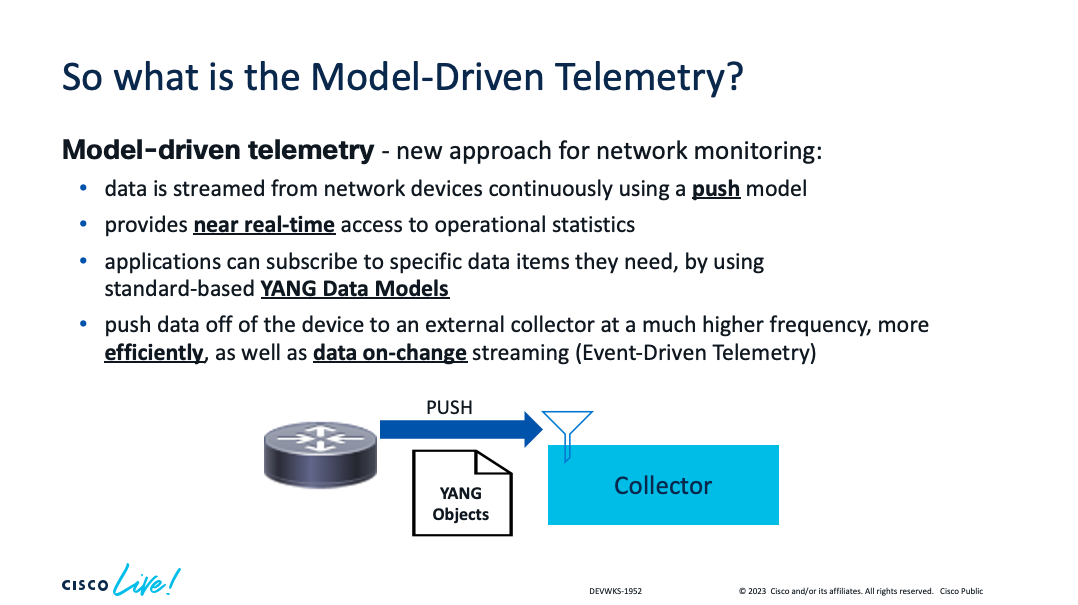 So what is the Model-Driven Telemetry?
Model-driven telemetry - new approach for network monitoring:
• data is streamed from network devices continuously using a push model
• provides near real-time access to operational statistics
• applications can subscribe to specific data items they need, by using
standard-based YANG Data Models
• push data off of the device to an external collector at a much higher frequency, more
efficiently, as well as data on-change streaming (Event-Driven Telemetry)
PUSH
YANG
Objects
Collector
CISCO Live!
DEVWKS-1952
© 2023 Cisco and/or its affiliates. All rights reserved. Cisco Public